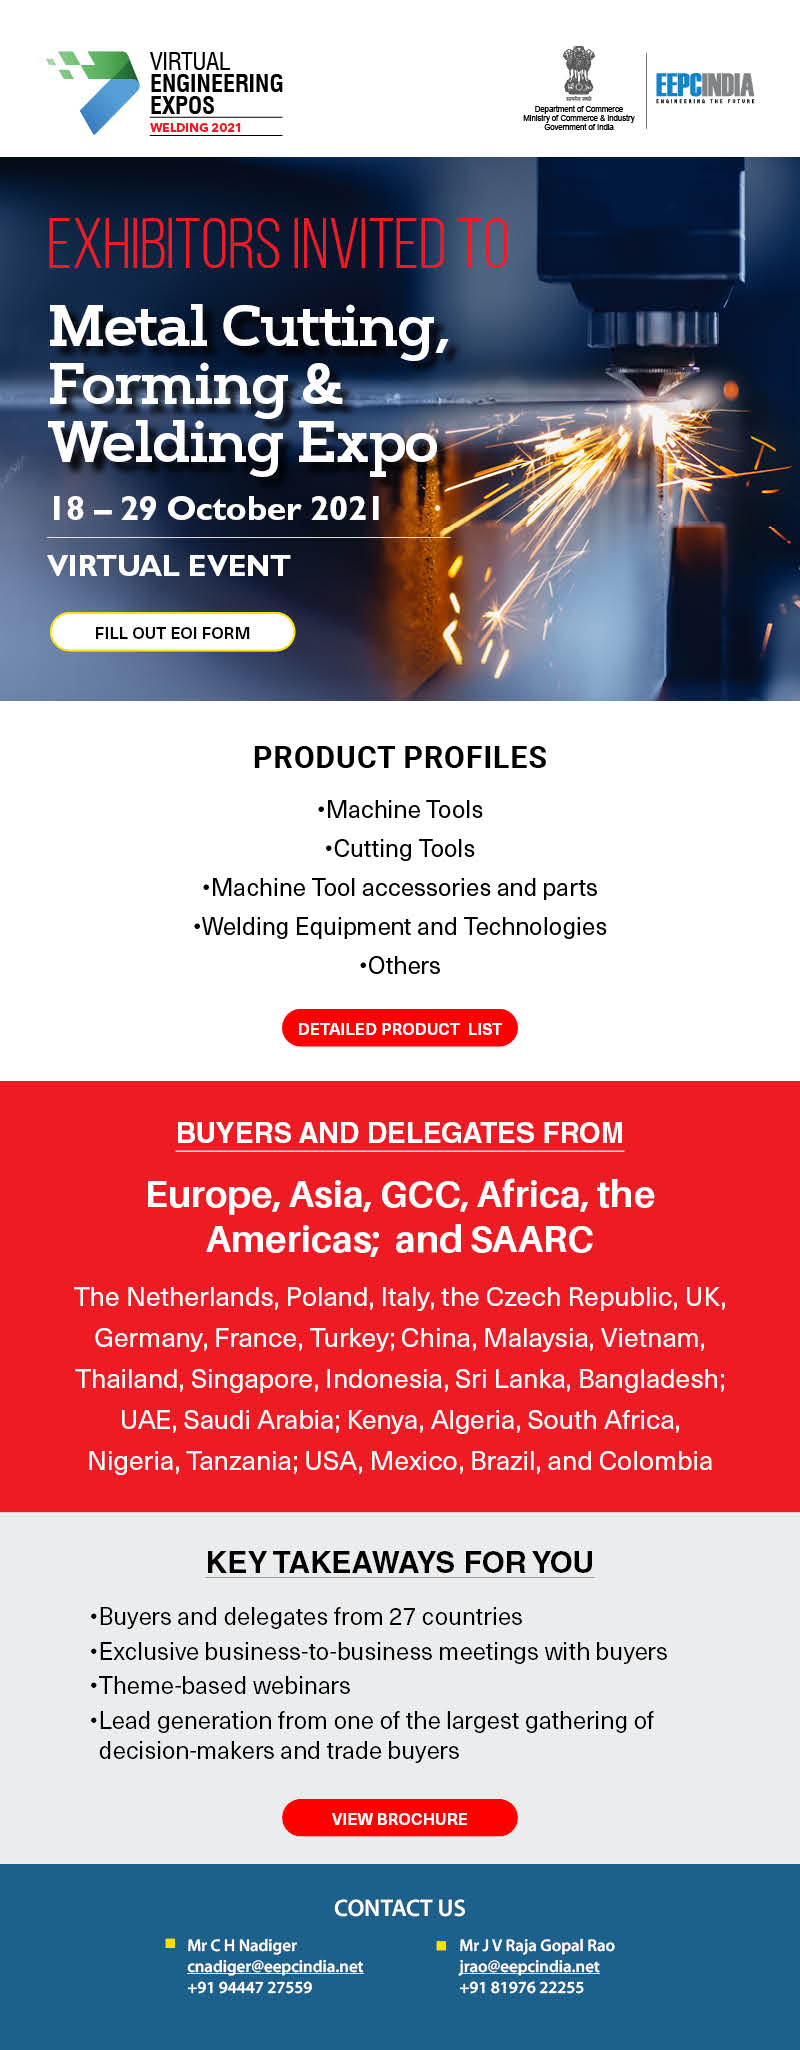 VIRTUAL
ENGINEERING
EXPOS
WELDING 2021
सत्यमेव जयते
Department of Commerce
Ministry of Commerce & Industry
Government of India
EEPCINDIA
ENGINEERING THE FUTURE
EXHIBITORS INVITED TO
Metal Cutting,
Forming &
Welding Expo
18 – 29 October 2021
VIRTUAL EVENT
FILL OUT EOI FORM
PRODUCT PROFILES
•Machine Tools
•Cutting Tools
•Machine Tool accessories and parts
•Welding Equipment and Technologies
•Others
DETAILED PRODUCT LIST
BUYERS AND DELEGATES FROM
Europe, Asia, GCC, Africa, the
Americas; and SAARC
The Netherlands, Poland, Italy, the Czech Republic, UK,
Germany, France, Turkey; China, Malaysia, Vietnam,
Thailand, Singapore, Indonesia, Sri Lanka, Bangladesh;
UAE, Saudi Arabia; Kenya, Algeria, South Africa,
Nigeria, Tanzania; USA, Mexico, Brazil, and Colombia
KEY TAKEAWAYS FOR YOU
•Buyers and delegates from 27 countries
•Exclusive business-to-business meetings with buyers
•Theme-based webinars
•Lead generation from one of the largest gathering of
decision-makers and trade buyers
VIEW BROCHURE
CONTACT US
Mr C H Nadiger
cnadiger@eepcindia.net
+91 94447 27559
Mr J V Raja Gopal Rao
jrao@eepcindia.net
+91 81976 22255